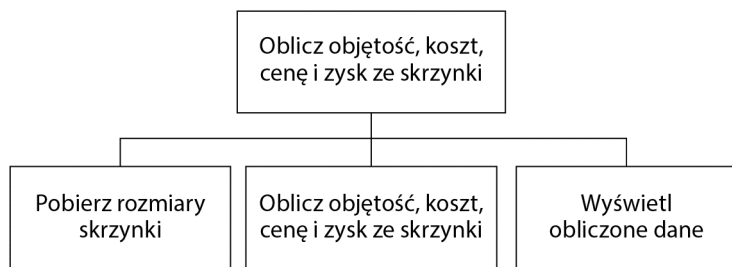 Oblicz objętość, koszt,
cenę i zysk ze skrzynki
Pobierz rozmiary
skrzynki
Oblicz objętość, koszt,
cenę i zysk ze skrzynki
Wyświetl
obliczone dane